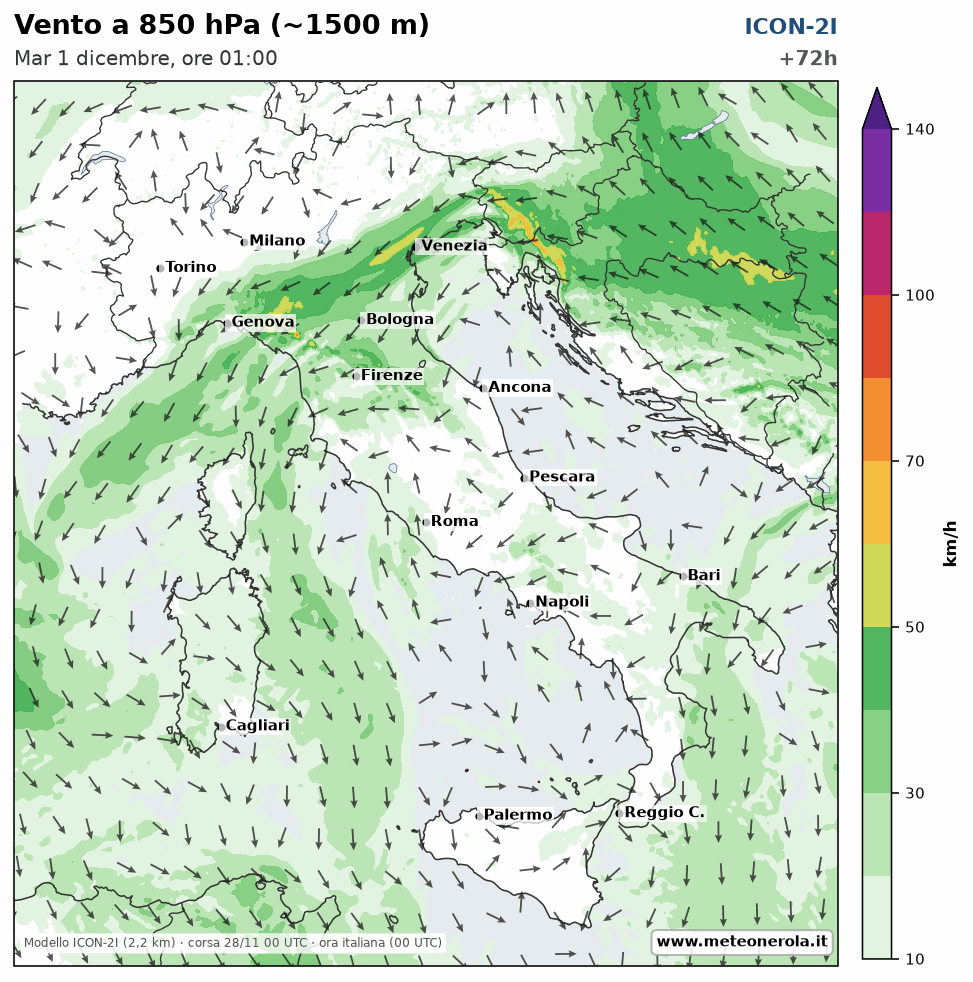 Vento a 850 hPa (~1500 m)
ICON-2I
Mar 1 dicembre, ore 01:00
+72h
Milano
Venezia
Torino
Genova
Bologna
Firenze
Ancona
Pescara
Roma
Bari
Napoli
Cagliari
Palermo
Reggio C.
Modello ICON-2I (2,2 km) · corsa 28/11 00 UTC · ora italiana (00 UTC)
www.meteonerola.it
140
100
70
50
30
10
km/h